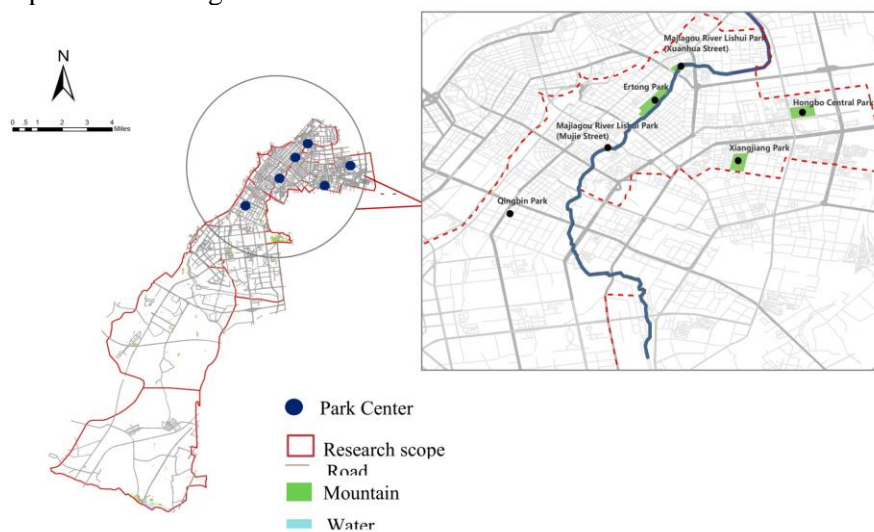 N
0 .5 1 2 3 4
Miles
Majiagou River Lishui Park
(Xuanhua Street)
Ertong Park
Hongbo Central Park
Majiagou River Lishui Park
(Mujie Street)
Xiangjiang Park
Qingbin Park
Park Center
Research scope
Road
Mountain
Water